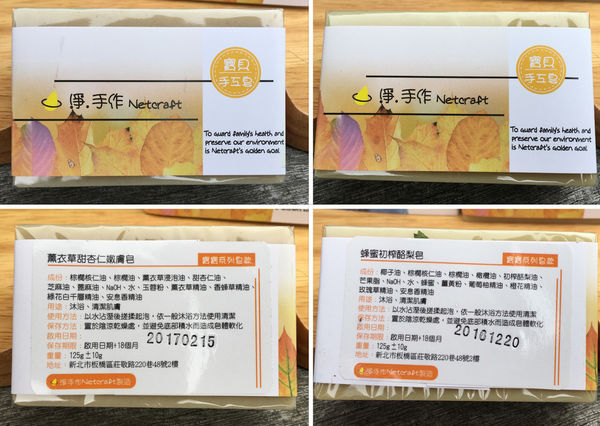 寶貝
手工皂
淨.手作 Netcraft
To guard family's health and
preserve our environment
is Netcraft's golden goal
寶貝
手工皂
淨.手作 Netcraft
To guard family's health and
preserve our environment
is Netcraft's golden goal
薰衣草甜杏仁嫩膚皂
寶寶系列皂款
成份：棕櫚核仁油、棕櫚油、薰衣草浸泡油、甜杏仁油、
芝麻油、蓖麻油、NaOH、水、玉容粉、薰衣草精油、香蜂草精油、
綠花白千層精油、安息香精油
用途：沐浴、清潔肌膚
使用方法：以水沾溼後搓揉起泡，依一般沐浴方法使用清潔
保存方法：置於陰涼乾燥處，並避免底部積水而造成皂體軟化
啟用日期：
20170215
保存期限：啟用日期+18個月
重量：125g±10g
地址：新北市板橋區莊敬路220巷48號2樓
淨手作Netcraft製造
蜂蜜初榨酪梨皂
寶寶系列皂款
成份：椰子油、棕櫚核仁油、棕櫚油、橄欖油、初榨酪梨油、
芒果脂、NaOH、水、蜂蜜、薑黃粉、葡萄柚精油、橙花精油、
玫瑰草精油、安息香精油
用途：沐浴、清潔肌膚
使用方法：以水沾溼後搓揉起泡，依一般沐浴方法使用清潔
保存方法：置於陰涼乾燥處，並避免底部積水而造成皂體軟化
啟用日期：
20161220
保存期限：啟用日期+18個月
重量：125g±10g
地址：新北市板橋區莊敬路220巷48號2樓
淨手作Netcraft製造